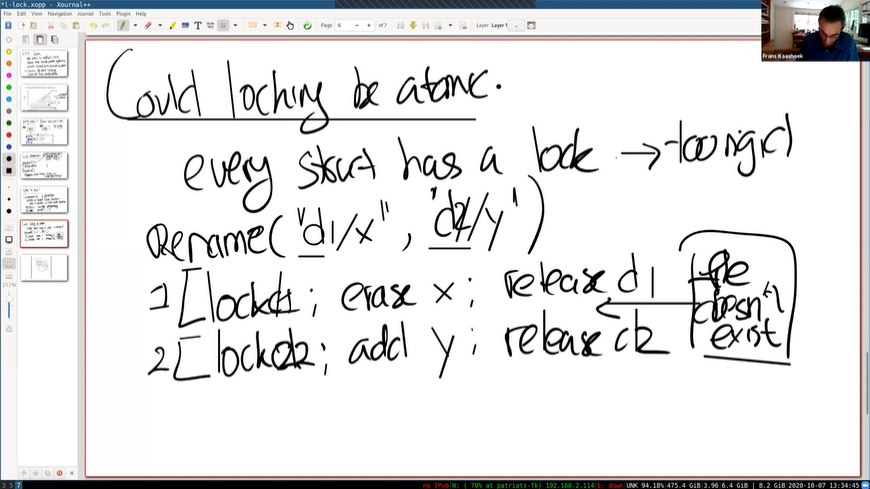 *l-lock.xopp - Xournal++
File Edit View Navigation Journal Tools Plugin Help
Page 6 of 7 Layer Layer 1
Frans Kaashoek
Could locking be atomic.
every struct has a lock → too rigid
Rename("d1/x", "d2/y")
1 [lock d1; erase x; release d1
file doesn't exist
2 [lock d2; add y; release d2
251%
3 5 7 no IPv6|W: ( 70% at patriots-fk) 192.168.2.114|E: down|UN 94.18%|475.4 GiB|3.96|6.4 GiB | 8.2 GiB|2020-10-07 13:34:45